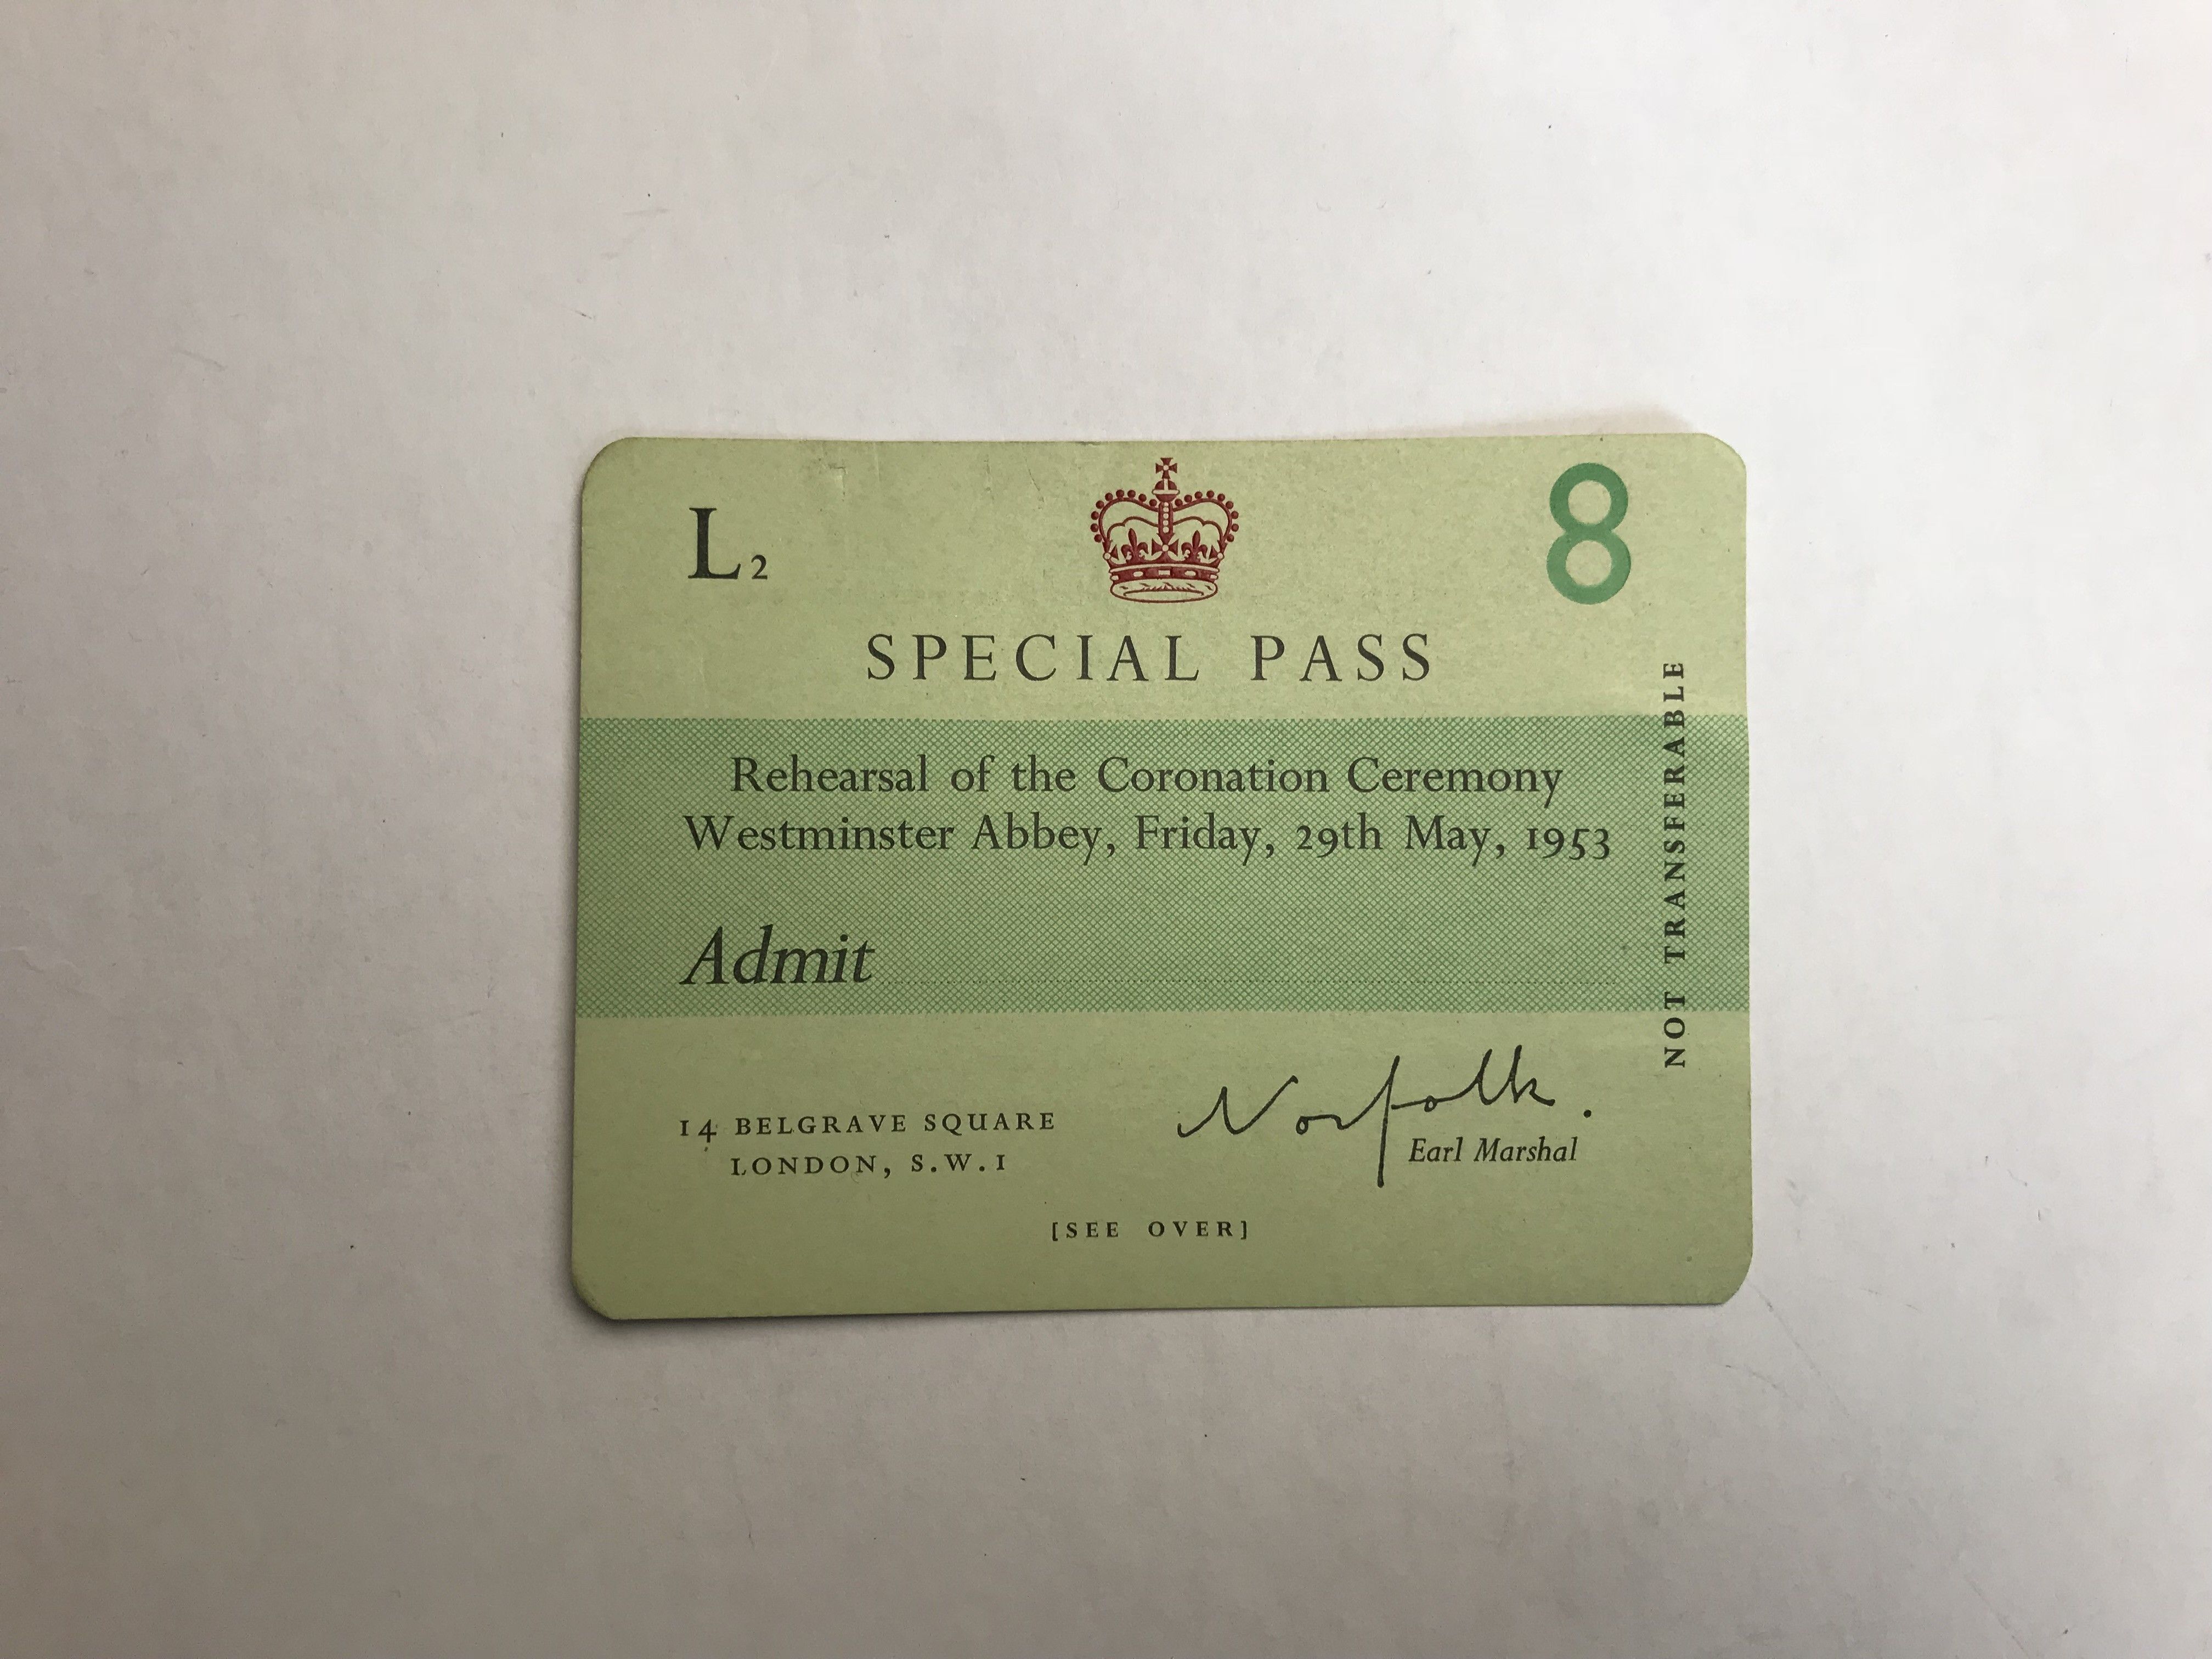 L2
8
SPECIAL PASS
Rehearsal of the Coronation Ceremony
Westminster Abbey, Friday, 29th May, 1953
Admit
NOT TRANSFERABLE
14 BELGRAVE SQUARE
LONDON, S.W.1
Norfolk.
Earl Marshal
[SEE OVER]